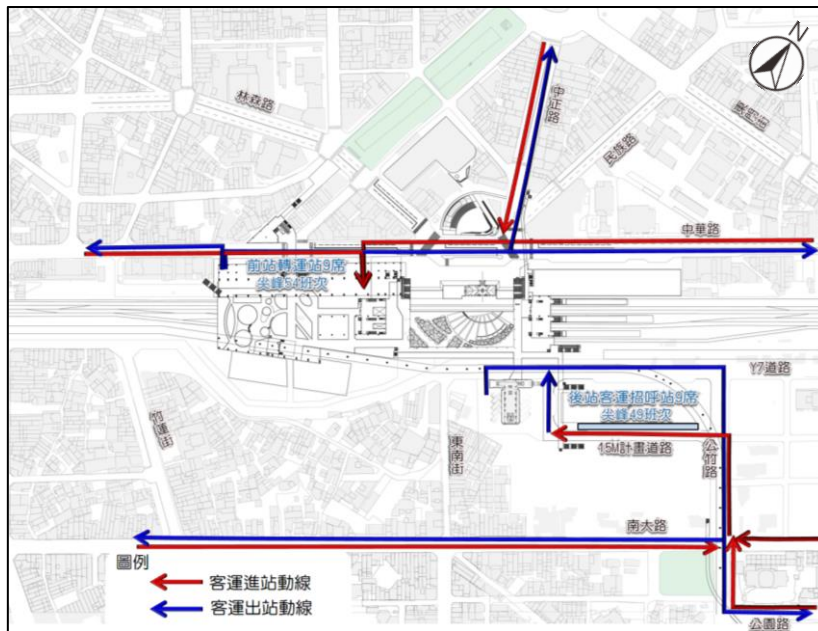 N
林森路
中正路
民族路
中華路
前站轉運站9席
尖峰54班次
Y7道路
後站客運招呼站9席
尖峰49班次
竹蓮街
東南街
15M計畫道路
公竹路
南大路
圖例
客運進站動線
客運出站動線
公園路